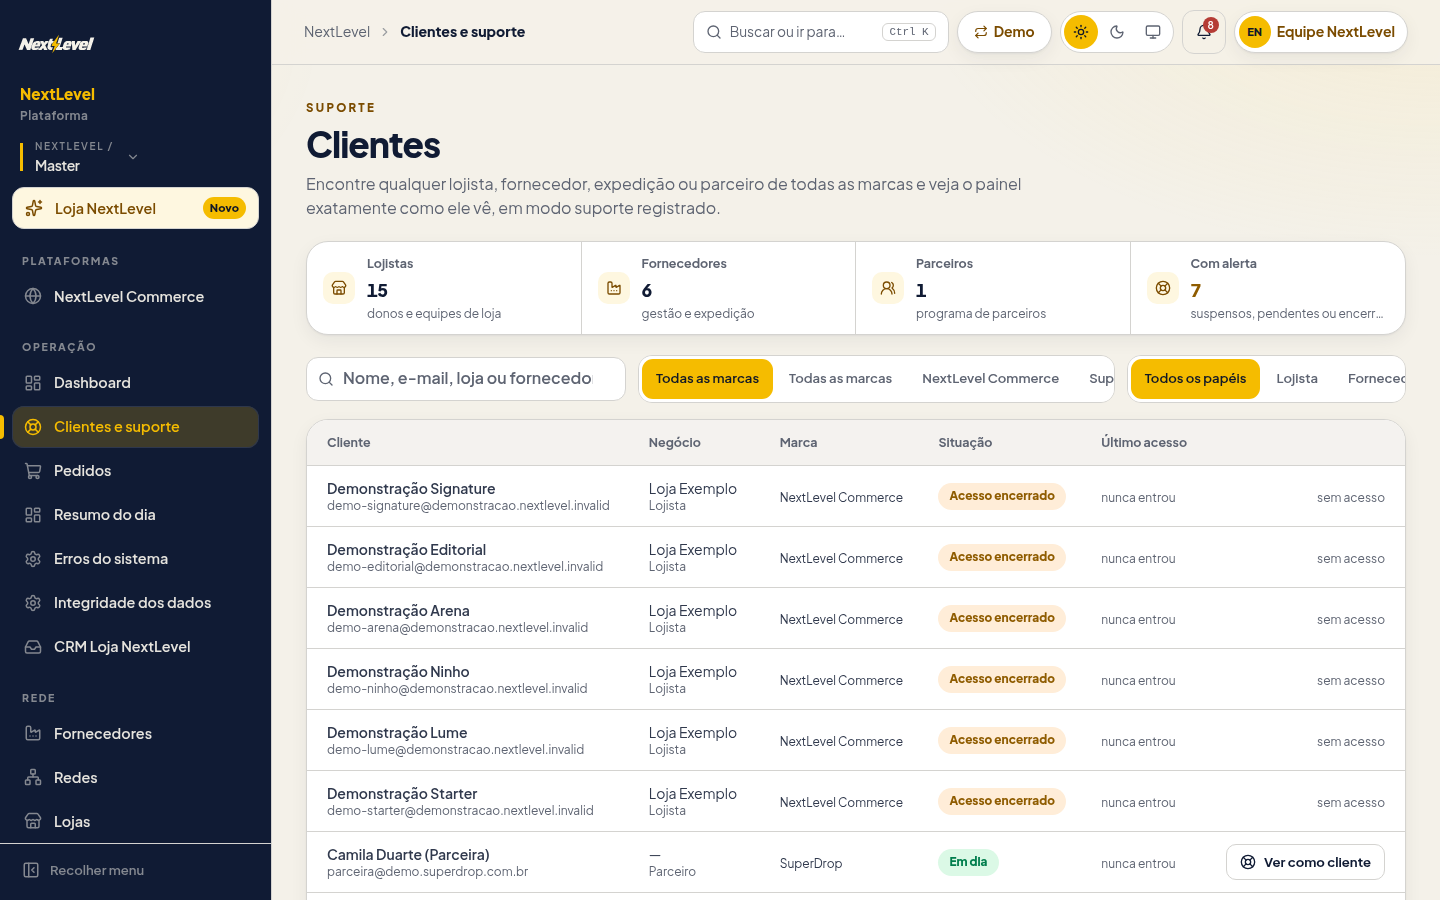 NextLevel
NextLevel
Plataforma
NEXTLEVEL /
Master
Loja NextLevel
Novo
PLATAFORMAS
NextLevel Commerce
OPERAÇÃO
Dashboard
Clientes e suporte
Pedidos
Resumo do dia
Erros do sistema
Integridade dos dados
CRM Loja NextLevel
REDE
Fornecedores
Redes
Lojas
Recolher menu
NextLevel > Clientes e suporte
Buscar ou ir para...
Ctrl K
Demo
8
EN
Equipe NextLevel
SUPORTE
Clientes
Encontre qualquer lojista, fornecedor, expedição ou parceiro de todas as marcas e veja o painel
exatamente como ele vê, em modo suporte registrado.
Lojistas
15
donos e equipes de loja
Fornecedores
6
gestão e expedição
Parceiros
1
programa de parceiros
Com alerta
7
suspensos, pendentes ou encerr...
Nome, e-mail, loja ou fornecedo
Todas as marcas
Todas as marcas
NextLevel Commerce
Sup
Todos os papéis
Lojista
Forneced
Cliente Negócio Marca Situação Último acesso
Demonstração Signature
demo-signature@demonstracao.nextlevel.invalid
Loja Exemplo
Lojista
NextLevel Commerce
Acesso encerrado
nunca entrou
sem acesso
Demonstração Editorial
demo-editorial@demonstracao.nextlevel.invalid
Loja Exemplo
Lojista
NextLevel Commerce
Acesso encerrado
nunca entrou
sem acesso
Demonstração Arena
demo-arena@demonstracao.nextlevel.invalid
Loja Exemplo
Lojista
NextLevel Commerce
Acesso encerrado
nunca entrou
sem acesso
Demonstração Ninho
demo-ninho@demonstracao.nextlevel.invalid
Loja Exemplo
Lojista
NextLevel Commerce
Acesso encerrado
nunca entrou
sem acesso
Demonstração Lume
demo-lume@demonstracao.nextlevel.invalid
Loja Exemplo
Lojista
NextLevel Commerce
Acesso encerrado
nunca entrou
sem acesso
Demonstração Starter
demo-starter@demonstracao.nextlevel.invalid
Loja Exemplo
Lojista
NextLevel Commerce
Acesso encerrado
nunca entrou
sem acesso
Camila Duarte (Parceira)
parceira@demo.superdrop.com.br
—
Parceiro
SuperDrop
Em dia
nunca entrou
Ver como cliente